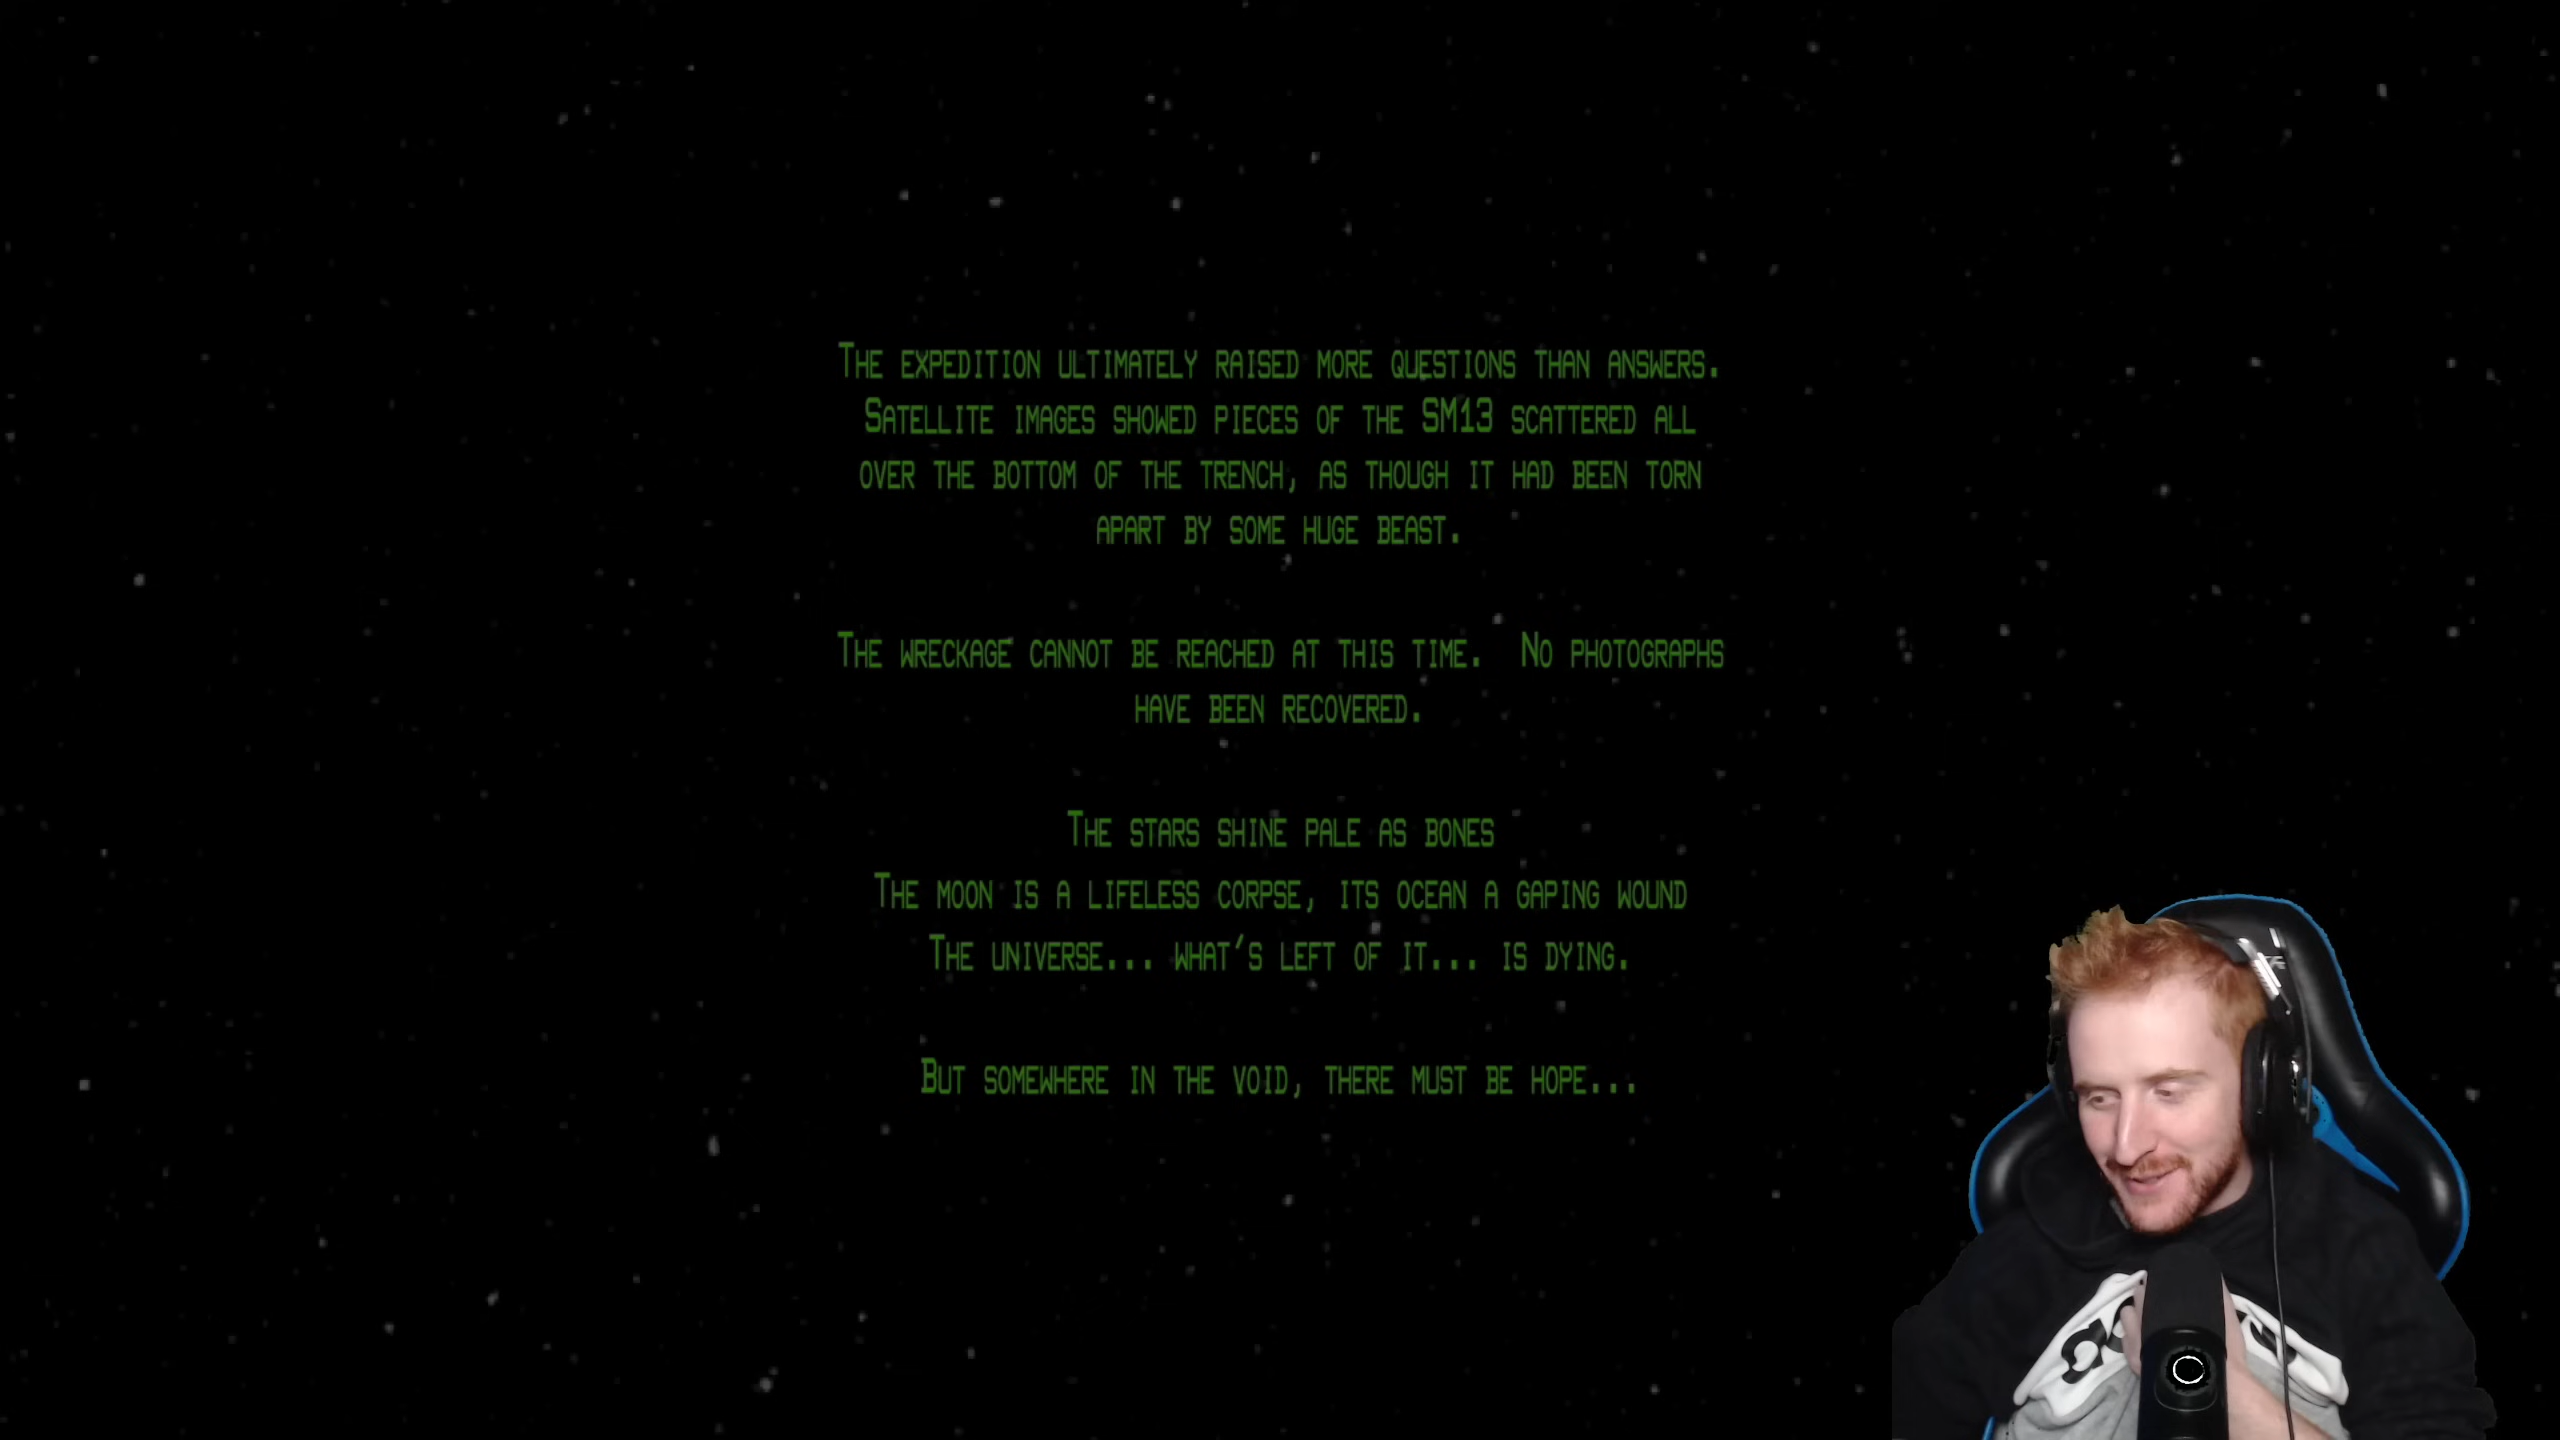 The expedition ultimately raised more questions than answers.
Satellite images showed pieces of the SM13 scattered all
over the bottom of the trench, as though it had been torn
apart by some huge beast.
The wreckage cannot be reached at this time.  No photographs
have been recovered.
The stars shine pale as bones
The moon is a lifeless corpse, its ocean a gaping wound
The universe... what's left of it... is dying.
But somewhere in the void, there must be hope...